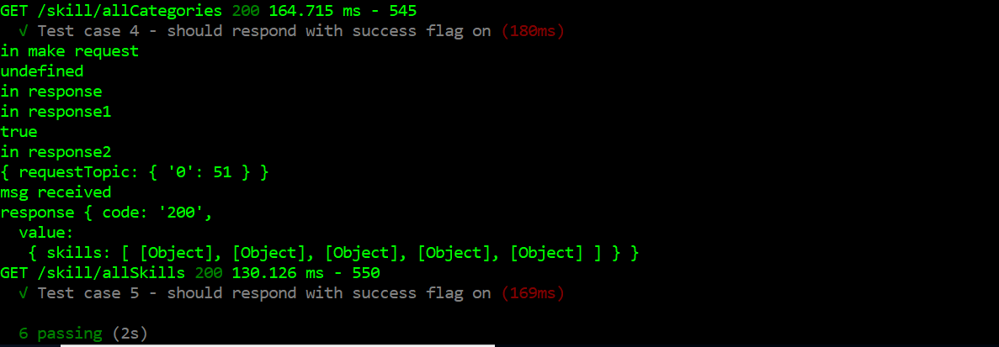 GET /skill/allCategories 200 164.715 ms - 545
√ Test case 4 - should respond with success flag on (180ms)
in make request
undefined
in response
in response1
true
in response2
{ requestTopic: { '0': 51 } }
msg received
response { code: '200',
value:
{ skills: [ [Object], [Object], [Object], [Object], [Object] ] } }
GET /skill/allSkills 200 130.126 ms - 550
√ Test case 5 - should respond with success flag on (169ms)
6 passing (2s)